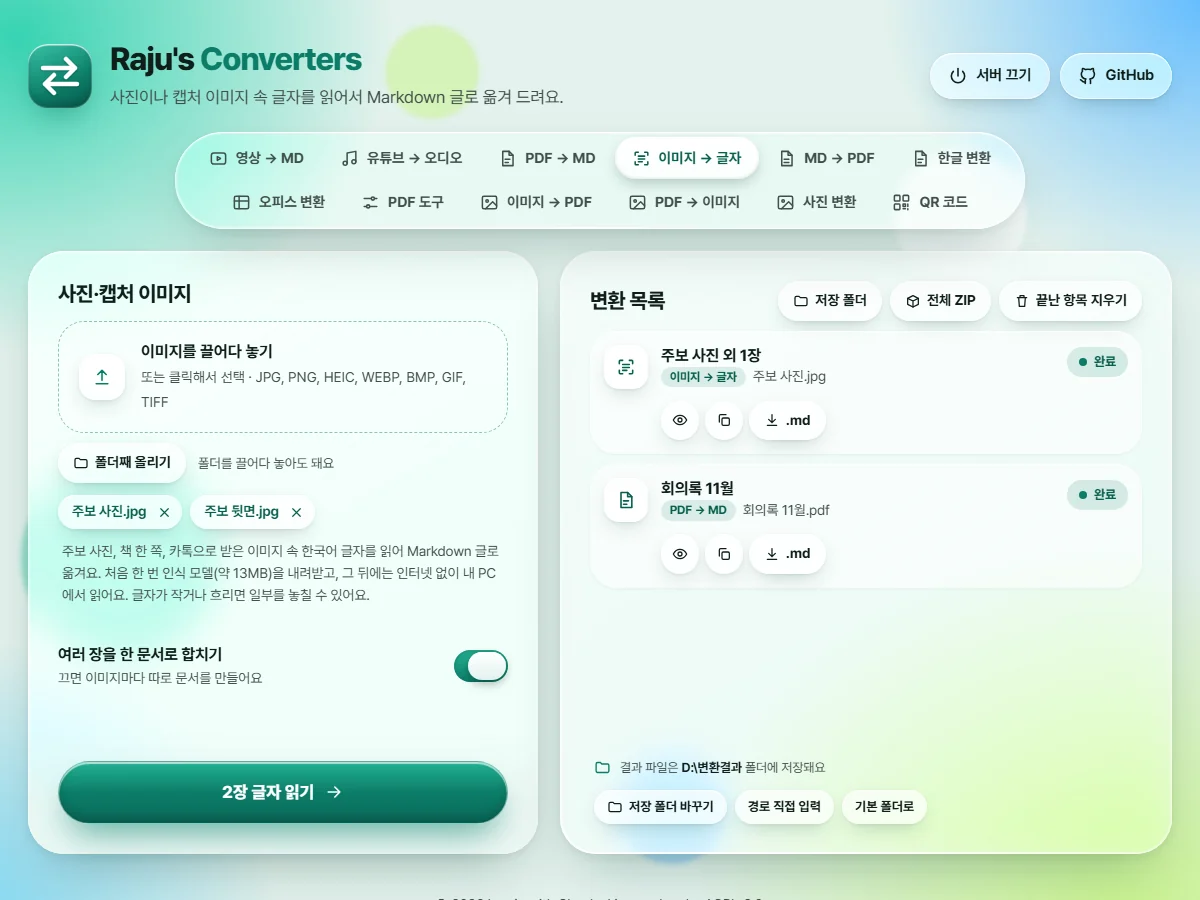 Raju's Converters
사진이나 캡처 이미지 속 글자를 읽어서 Markdown 글로 옮겨 드려요.
서버 끄기
GitHub
영상 → MD
유튜브 → 오디오
PDF → MD
이미지 → 글자
MD → PDF
한글 변환
오피스 변환
PDF 도구
이미지 → PDF
PDF → 이미지
사진 변환
QR 코드
사진·캡처 이미지
이미지를 끌어다 놓기
또는 클릭해서 선택 · JPG, PNG, HEIC, WEBP, BMP, GIF,
TIFF
폴더째 올리기
폴더를 끌어다 놓아도 돼요
주보 사진.jpg
주보 뒷면.jpg
주보 사진, 책 한 쪽, 카톡으로 받은 이미지 속 한국어 글자를 읽어 Markdown 글로
옮겨요. 처음 한 번 인식 모델(약 13MB)을 내려받고, 그 뒤에는 인터넷 없이 내 PC
에서 읽어요. 글자가 작거나 흐리면 일부를 놓칠 수 있어요.
여러 장을 한 문서로 합치기
끄면 이미지마다 따로 문서를 만들어요
2장 글자 읽기 →
변환 목록
저장 폴더
전체 ZIP
끝난 항목 지우기
주보 사진 외 1장
이미지 → 글자
주보 사진.jpg
완료
.md
회의록 11월
PDF → MD
회의록 11월.pdf
완료
.md
결과 파일은 D:\변환결과 폴더에 저장돼요
저장 폴더 바꾸기
경로 직접 입력
기본 폴더로